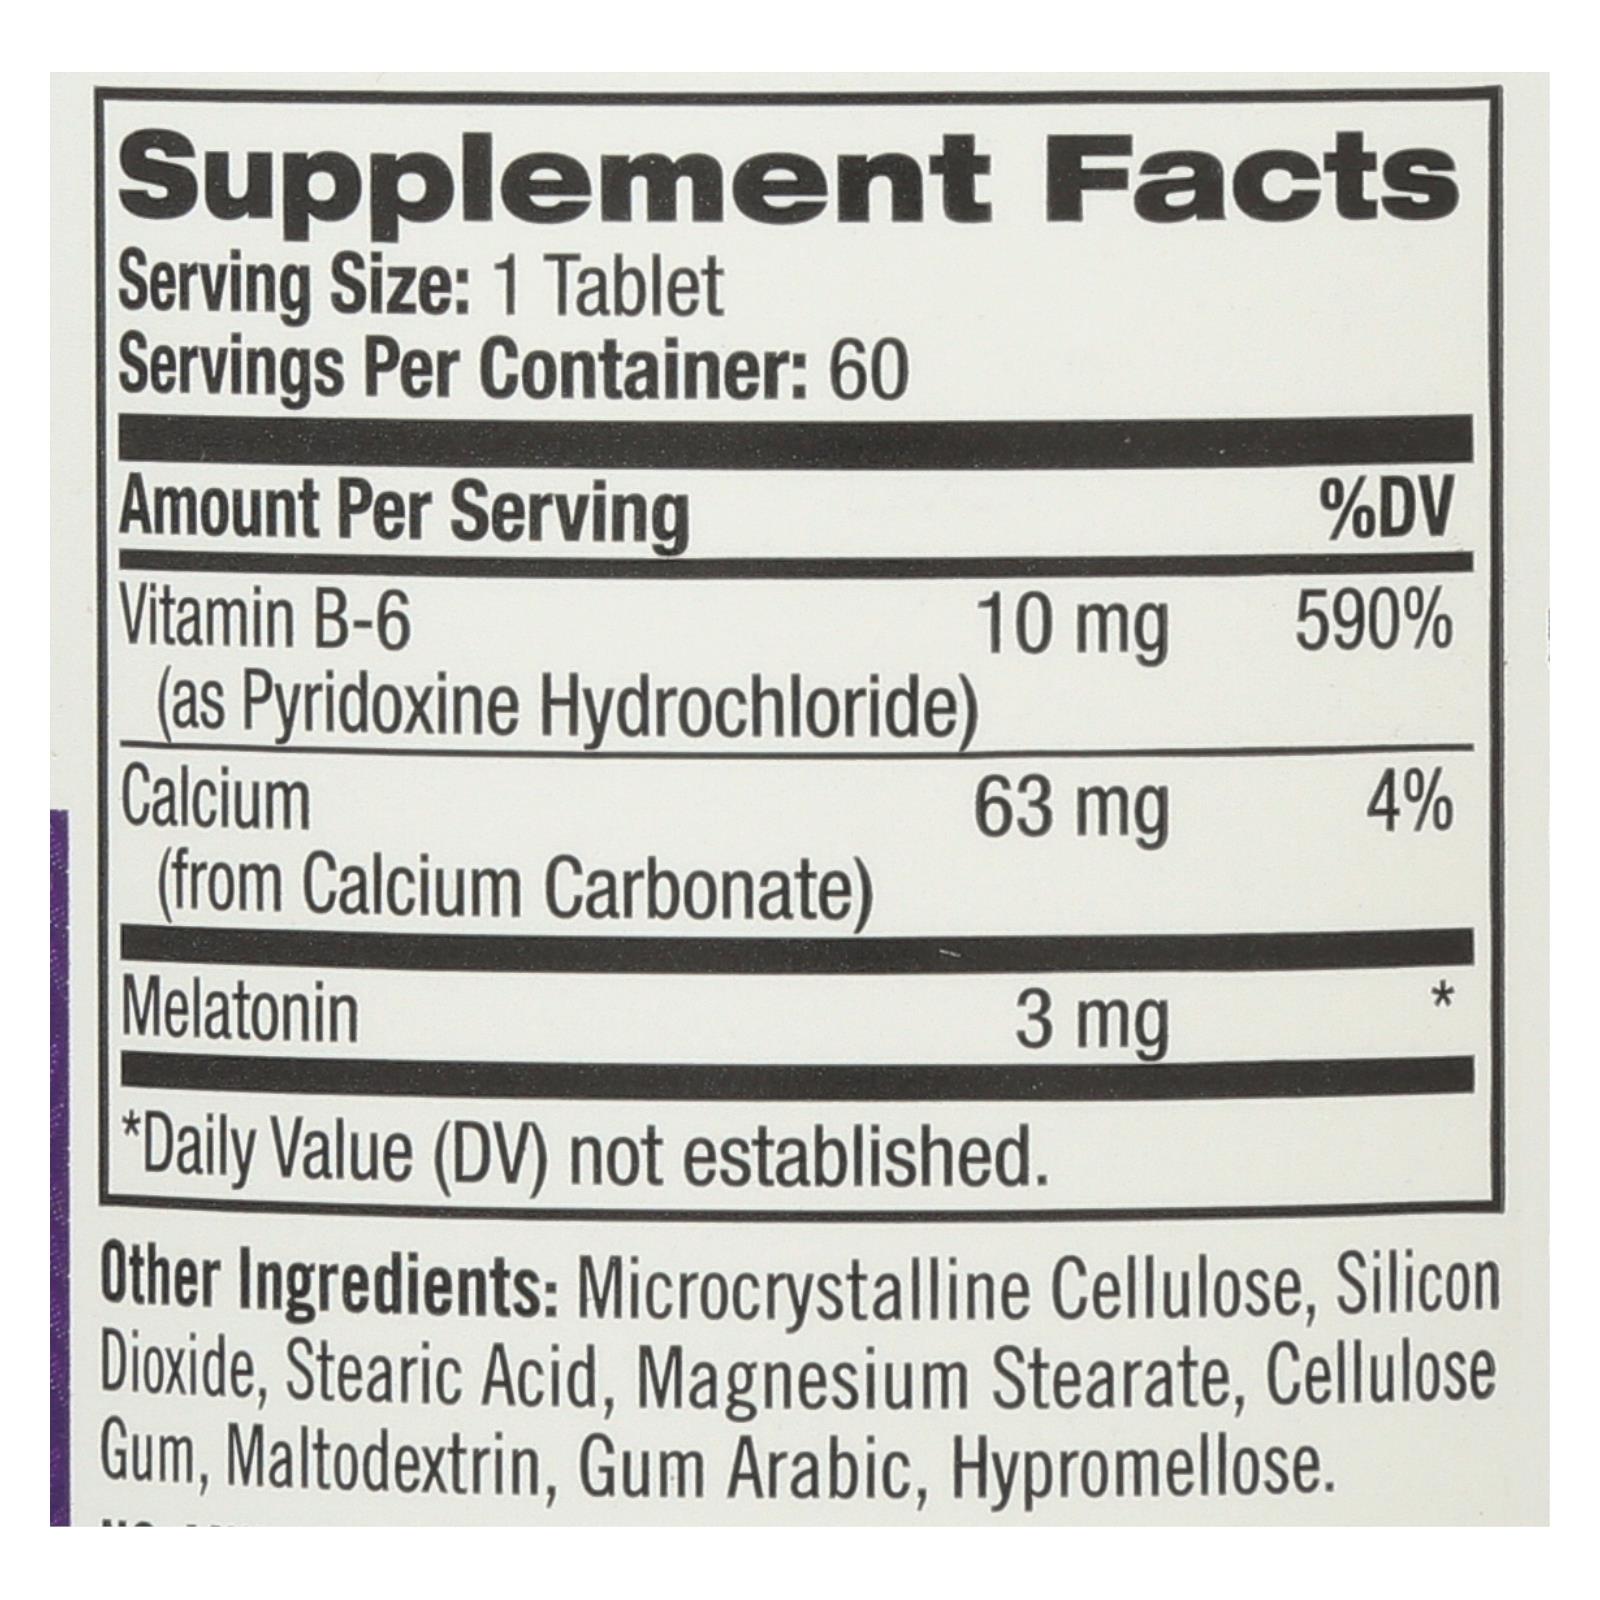 Supplement Facts
Serving Size: 1 Tablet
Servings Per Container: 60
Amount Per Serving %DV
Vitamin B-6 10 mg 590%
(as Pyridoxine Hydrochloride)
Calcium 63 mg 4%
(from Calcium Carbonate)
Melatonin 3 mg *
*Daily Value (DV) not established.
Other Ingredients: Microcrystalline Cellulose, Silicon
Dioxide, Stearic Acid, Magnesium Stearate, Cellulose
Gum, Maltodextrin, Gum Arabic, Hypromellose.